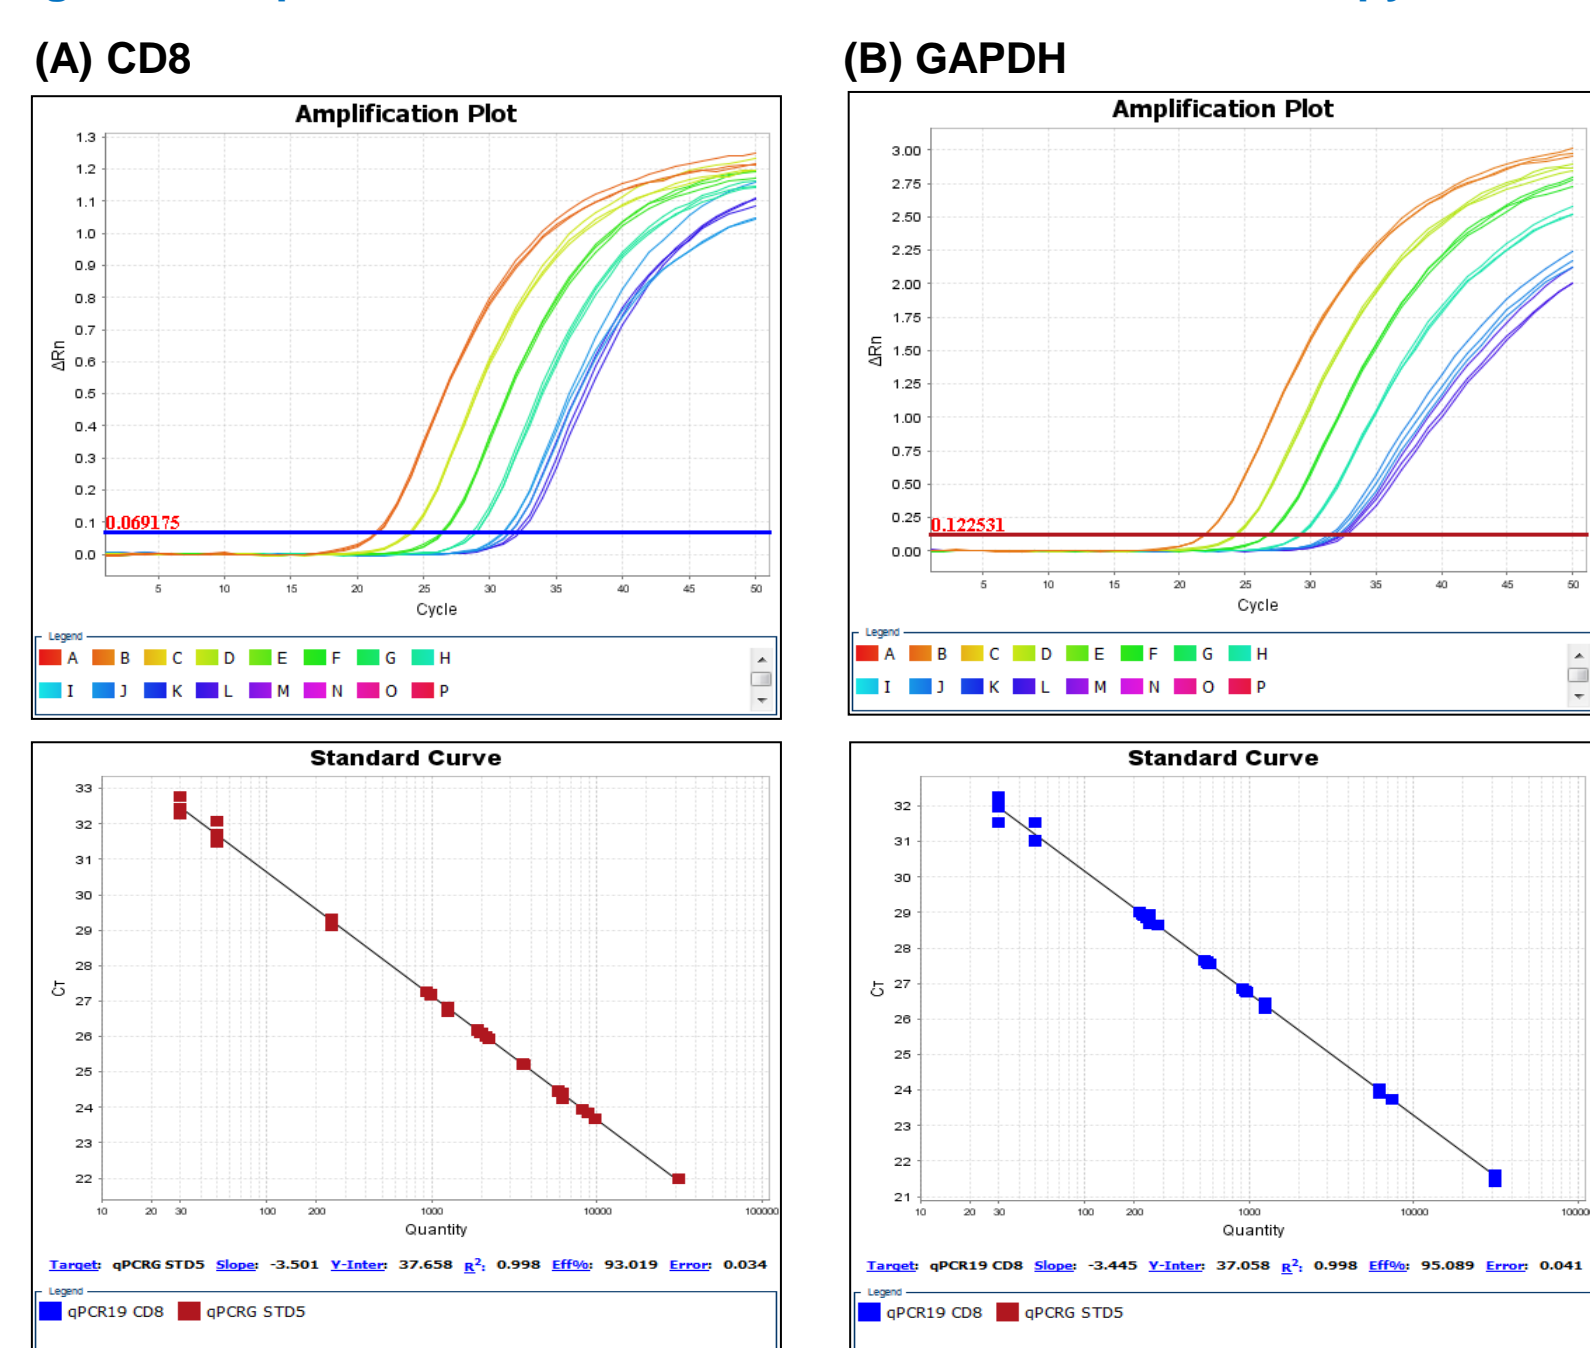 (A) CD8
Amplification Plot
1.3
1.2
1.1
1.0
0.9
0.8
0.7
0.6
0.5
0.4
0.3
0.2
0.1
0.0
ΔRn
0.069175
5 10 15 20 25 30 35 40 45 50
Cycle
Legend
A B C D E F G H
I J K L M N O P
(B) GAPDH
Amplification Plot
3.00
2.75
2.50
2.25
2.00
1.75
1.50
1.25
1.00
0.75
0.50
0.25
0.00
ΔRn
0.122531
5 10 15 20 25 30 35 40 45 50
Cycle
Legend
A B C D E F G H
I J K L M N O P
Standard Curve
33
32
31
30
29
28
27
26
25
24
23
22
Cт
10 20 30 100 200 1000 10000 100000
Quantity
Target: qPCRG STD5 Slope: -3.501 Y-Inter: 37.658 R²: 0.998 Eff%: 93.019 Error: 0.034
Legend
qPCR19 CD8 qPCRG STD5
Standard Curve
32
31
30
29
28
27
26
25
24
23
22
21
Cт
10 20 30 100 200 1000 10000
Quantity
Target: qPCR19 CD8 Slope: -3.445 Y-Inter: 37.058 R²: 0.998 Eff%: 95.089 Error: 0.041
Legend
qPCR19 CD8 qPCRG STD5